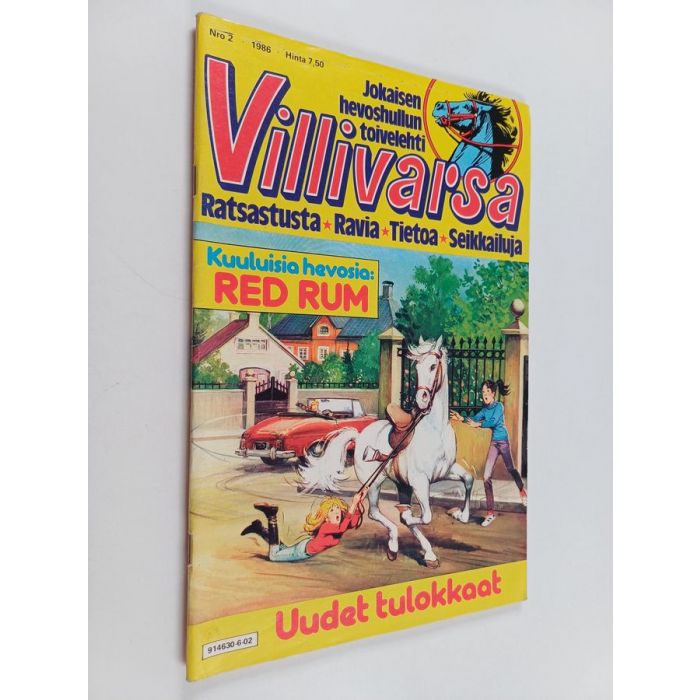 Nro 2 · 1986 · Hinta 7,50
Jokaisen
hevoshullun
toivelehti
Villivarsa
Ratsastusta ★ Ravia ★ Tietoa ★ Seikkailuja
Kuuluisia hevosia:
RED RUM
Uudet tulokkaat
914630-6-02